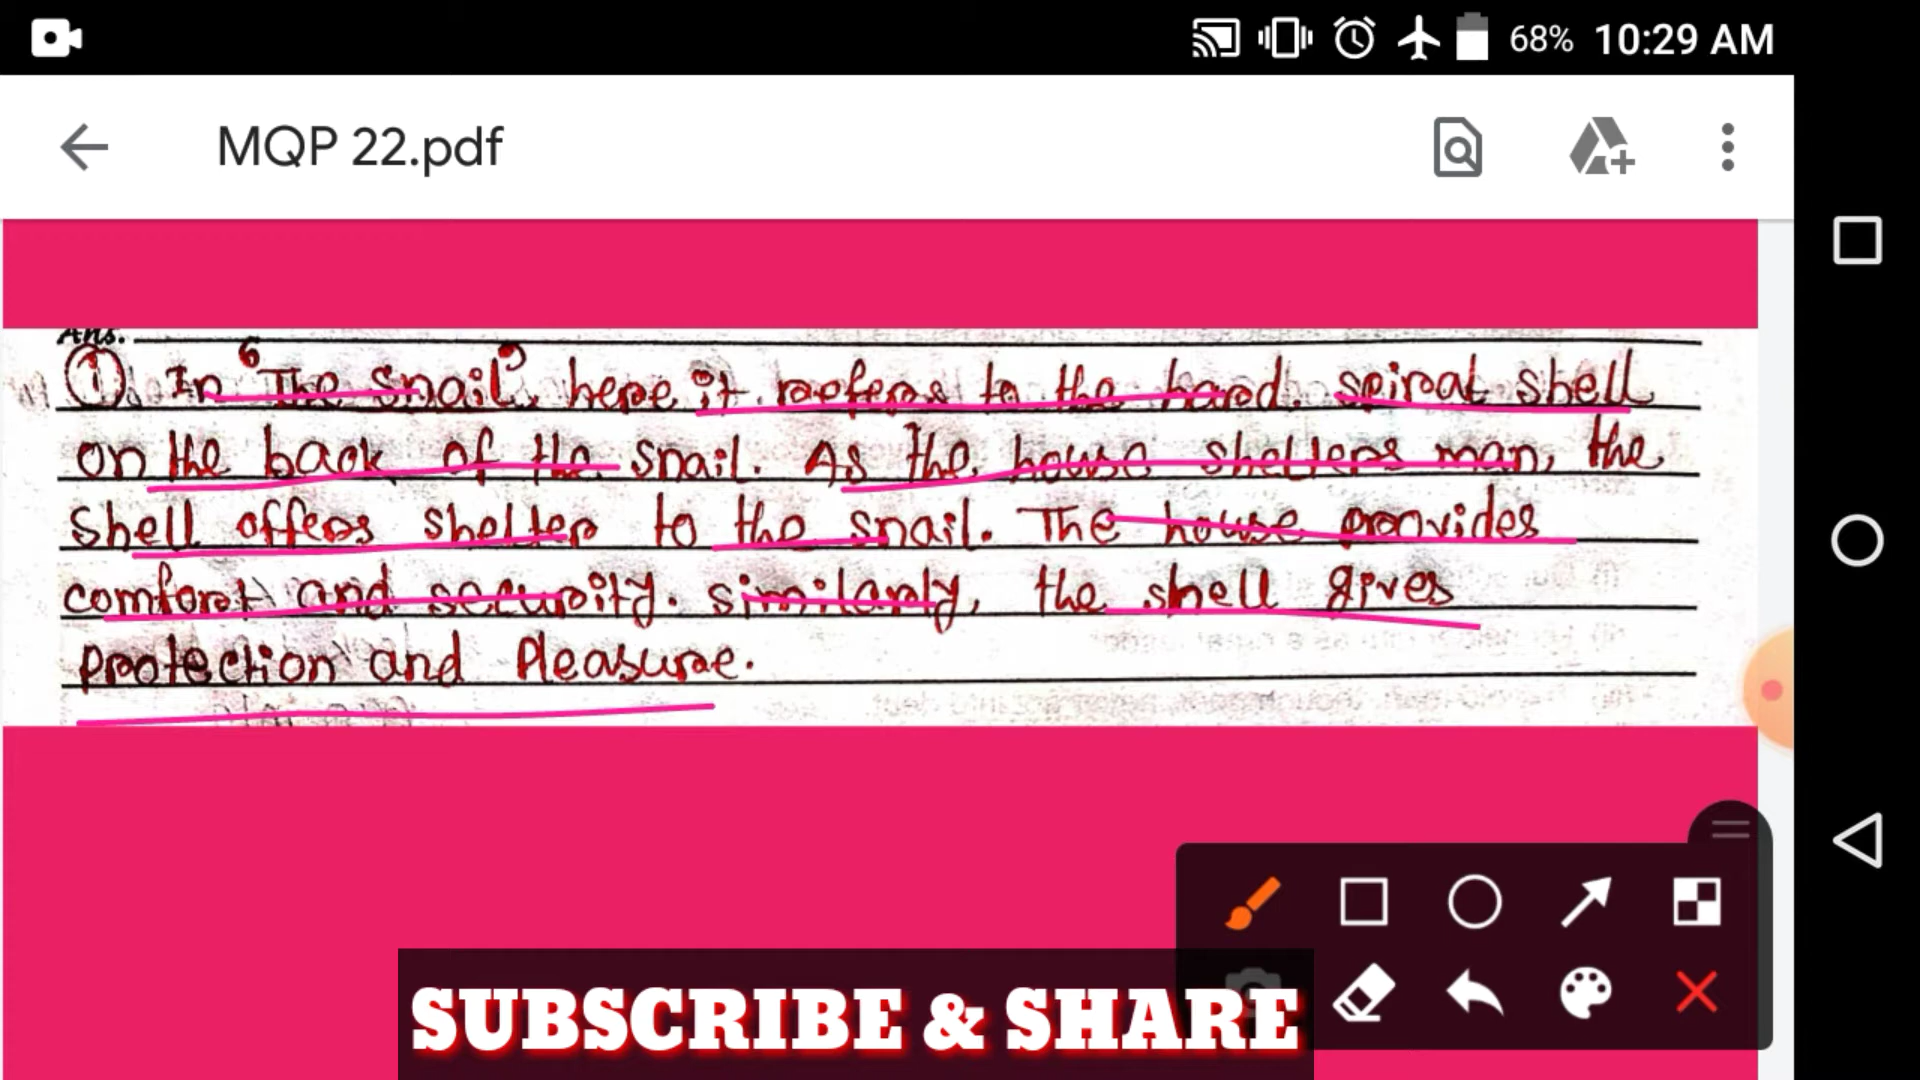 68% 10:29 AM
MQP 22.pdf
Ans.
① In 'The Snail', here it refers to the hard. spiral shell
on the back of the snail. As the house shelters man, the
shell offers shelter to the snail. The house provides
comfort and security. similarly, the shell gives
protection and Pleasure.
SUBSCRIBE & SHARE